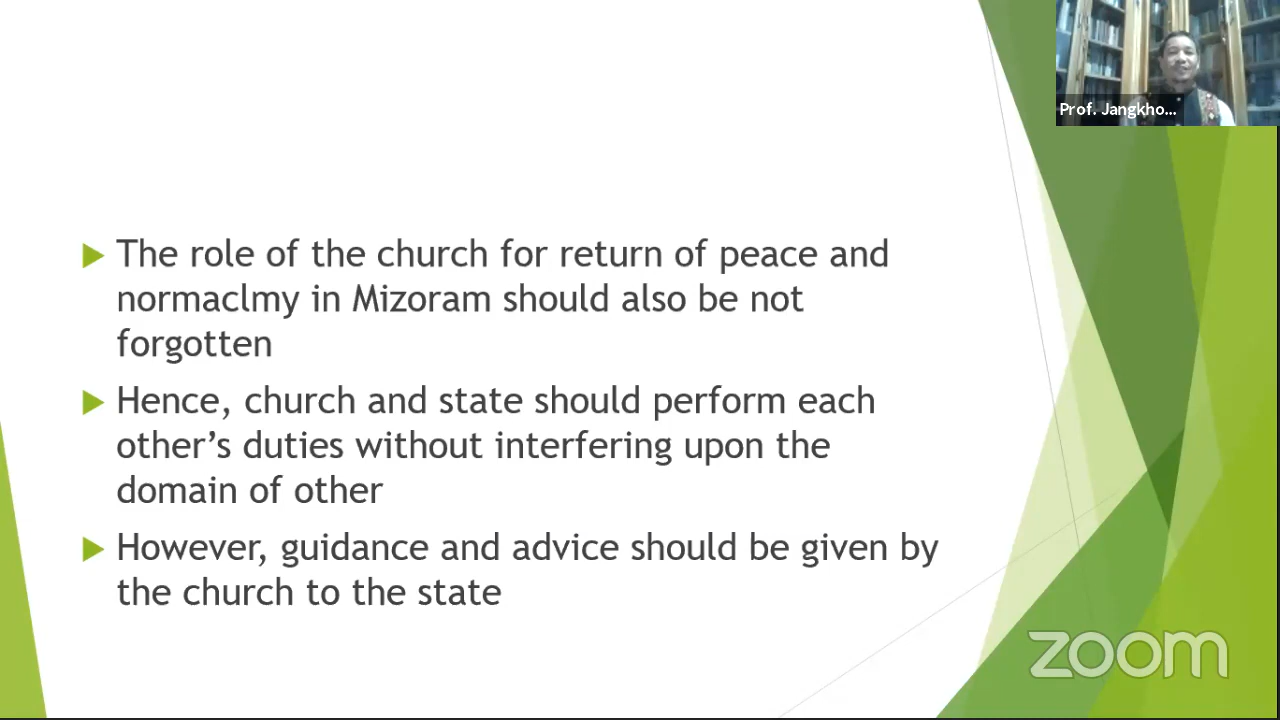 Prof. Jangkho...
The role of the church for return of peace and
normaclmy in Mizoram should also be not
forgotten
Hence, church and state should perform each
other’s duties without interfering upon the
domain of other
However, guidance and advice should be given by
the church to the state
zoom